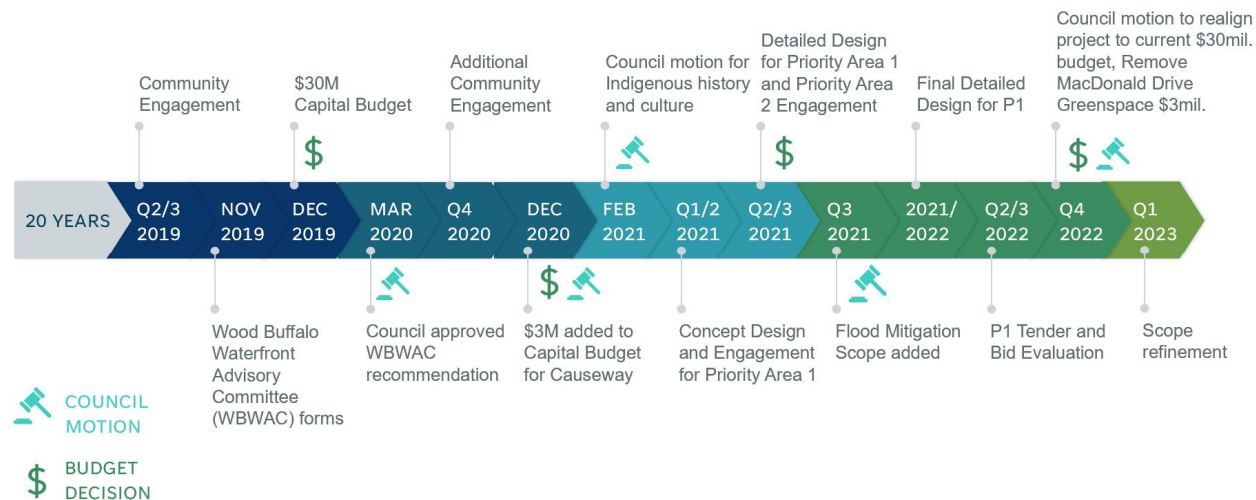 Community
Engagement
$30M
Capital Budget
$
Additional
Community
Engagement
Council motion for
Indigenous history
and culture
Detailed Design
for Priority Area 1
and Priority Area
2 Engagement
$
Final Detailed
Design for P1
Council motion to realign
project to current $30mil.
budget, Remove
MacDonald Drive
Greenspace $3mil.
$
20 YEARS
Q2/3
2019
NOV
2019
DEC
2019
MAR
2020
Q4
2020
DEC
2020
FEB
2021
Q1/2
2021
Q2/3
2021
Q3
2021
2021/
2022
Q2/3
2022
Q4
2022
Q1
2023
Wood Buffalo
Waterfront
Advisory
Committee
(WBWAC) forms
Council approved
WBWAC
recommendation
$
$3M added to
Capital Budget
for Causeway
Concept Design
and Engagement
for Priority Area 1
Flood Mitigation
Scope added
P1 Tender and
Bid Evaluation
Scope
refinement
COUNCIL
MOTION
$
BUDGET
DECISION